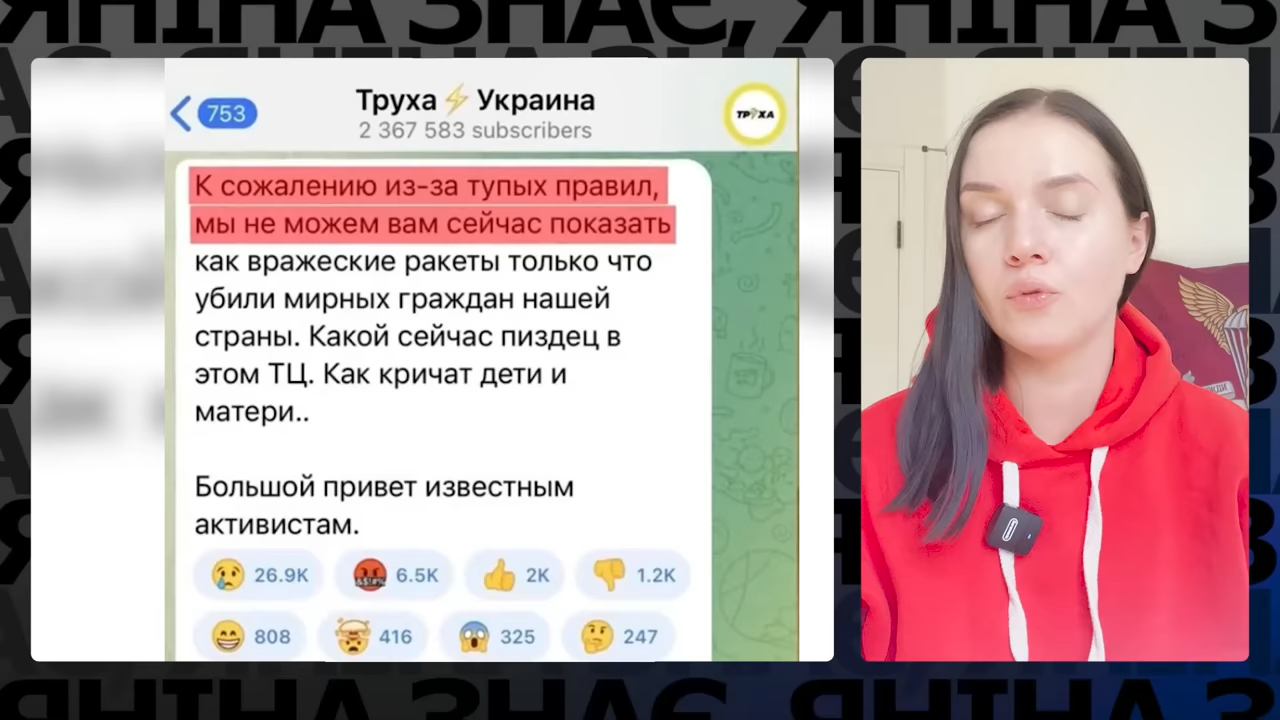 ЯНІНА ЗНАЄ, ЯНІНА З
753
Труха⚡Украина
2 367 583 subscribers
ТРУХА
К сожалению из-за тупых правил,
мы не можем вам сейчас показать
как вражеские ракеты только что
убили мирных граждан нашей
страны. Какой сейчас пиздец в
этом ТЦ. Как кричат дети и
матери..
Большой привет известным
активистам.
26.9K 6.5K 2K 1.2K
808 416 325 247
ЯНІНА ЗНАЄ, ЯНІНА З